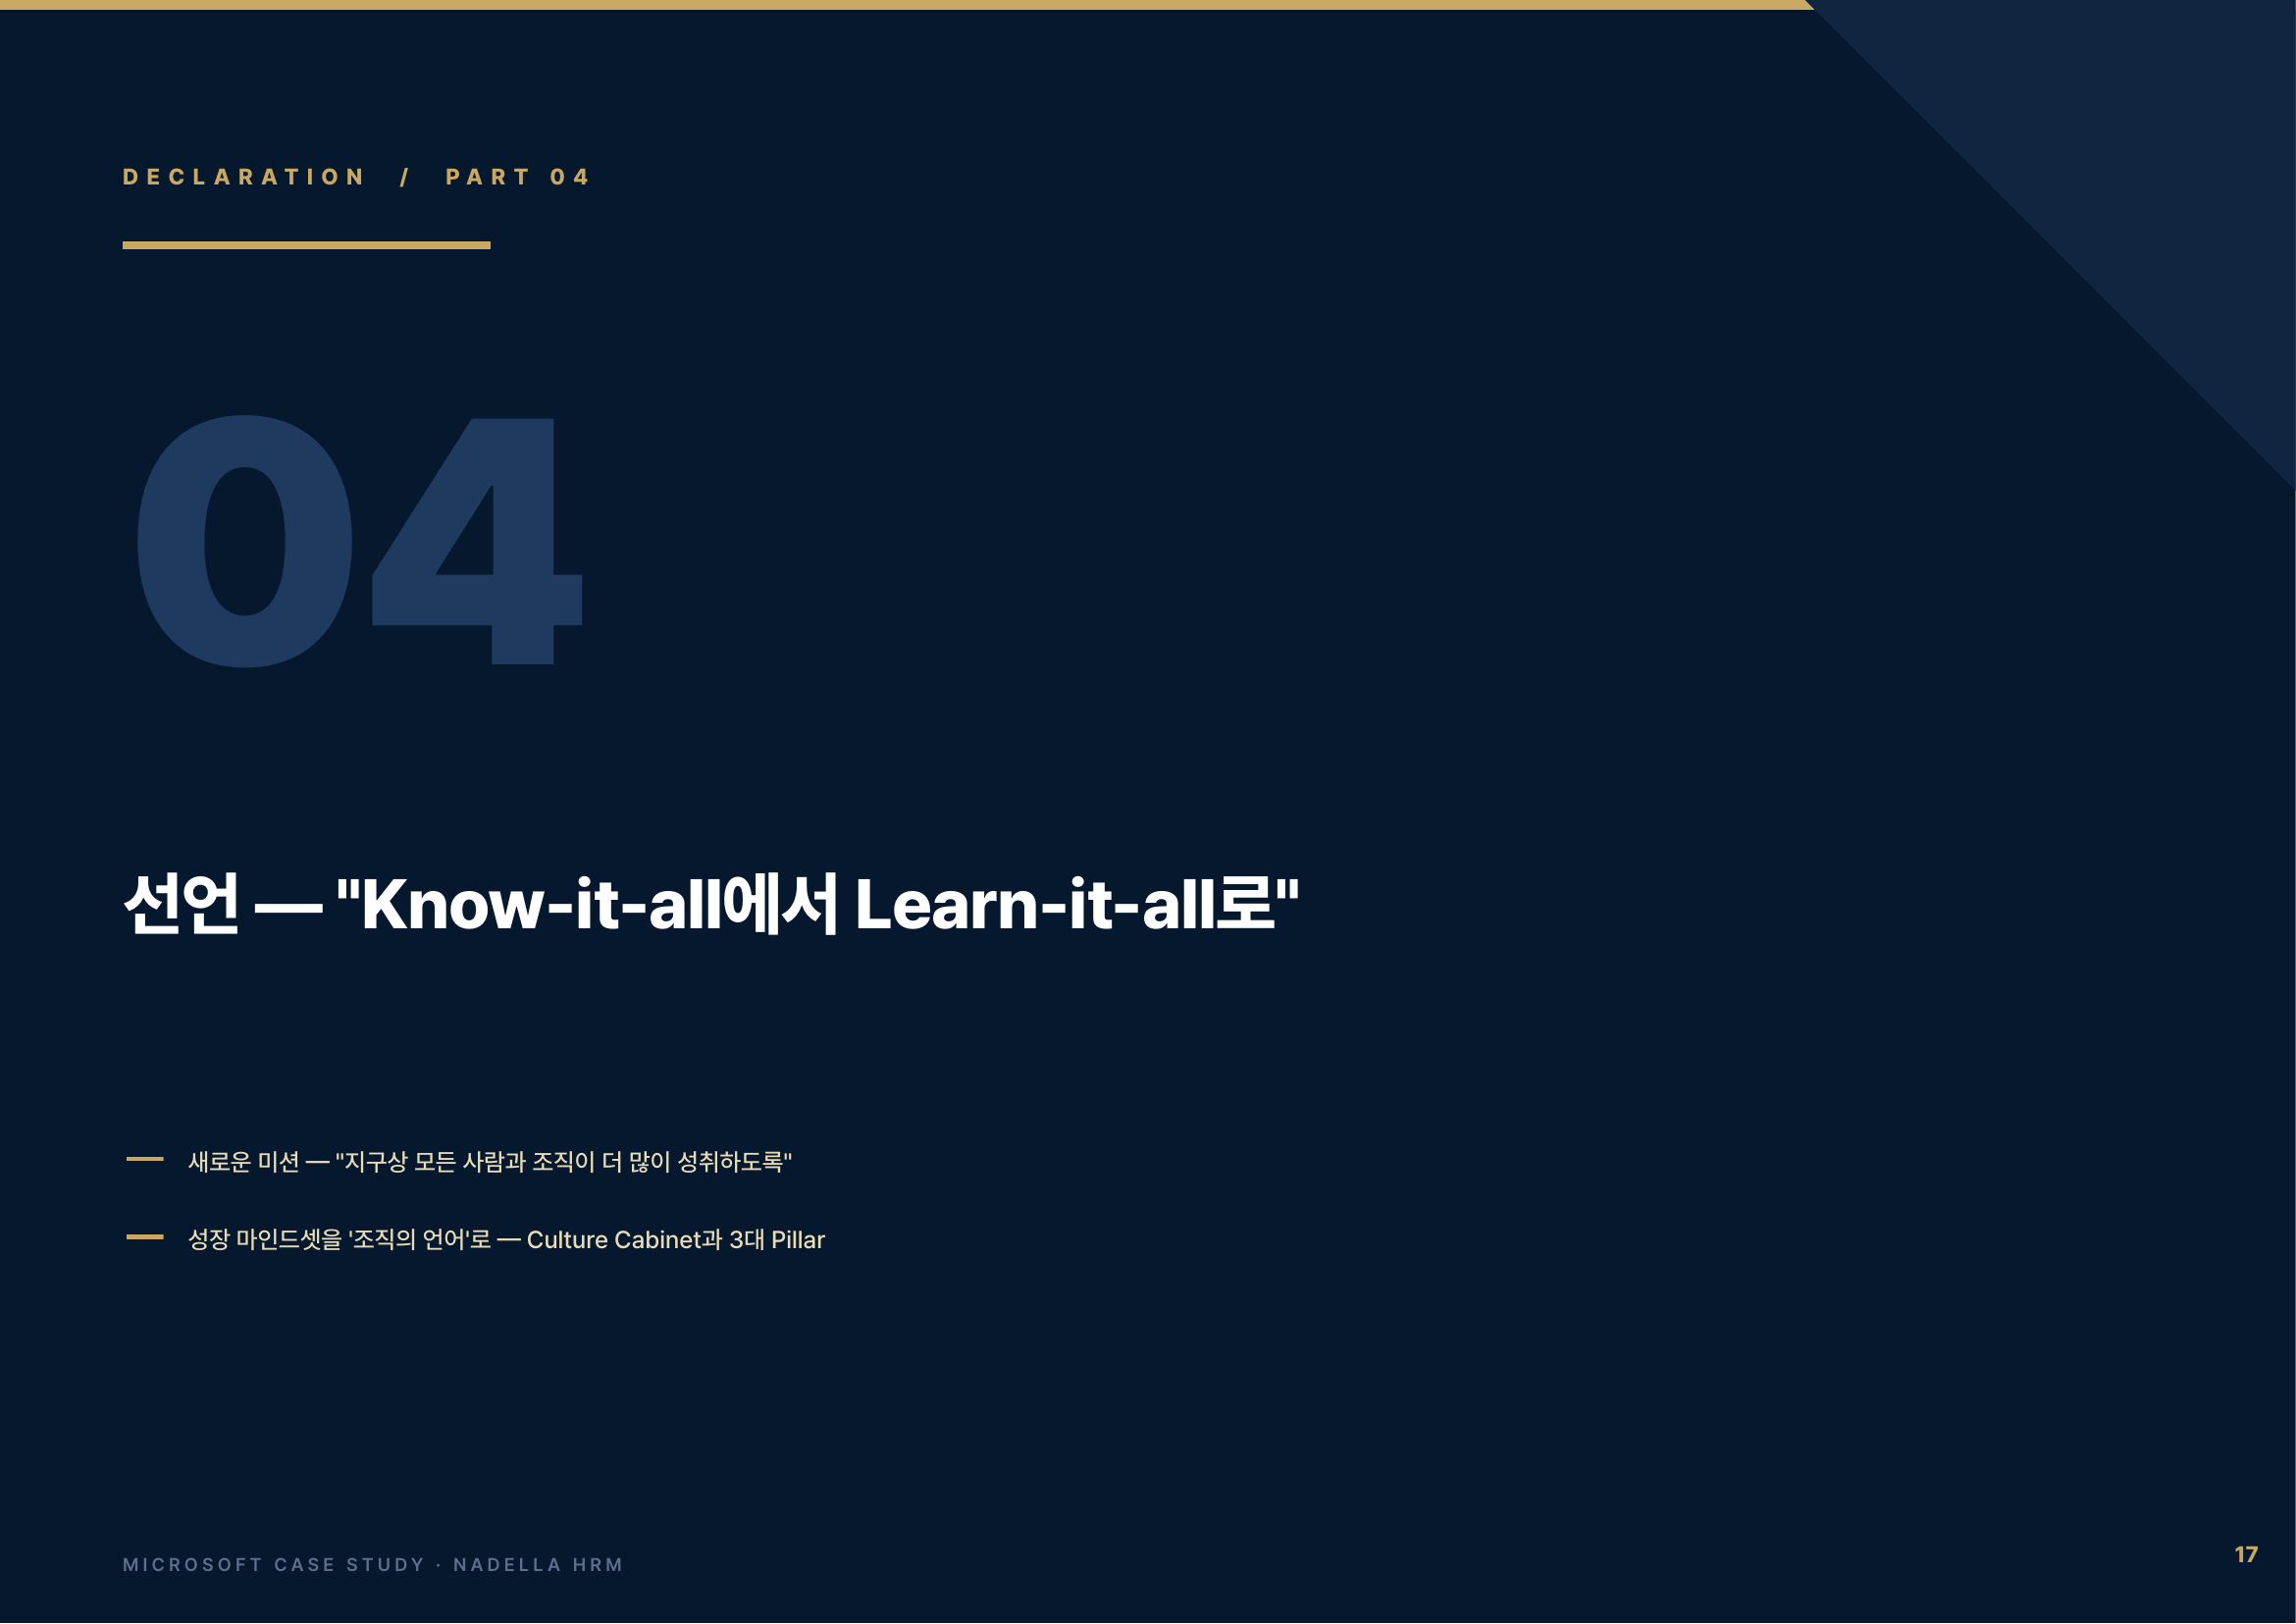 DECLARATION / PART 04
04
선언 — "Know-it-all에서 Learn-it-all로"
새로운 미션 — "지구상 모든 사람과 조직이 더 많이 성취하도록"
성장 마인드셋을 '조직의 언어'로 — Culture Cabinet과 3대 Pillar
MICROSOFT CASE STUDY · NADELLA HRM
17